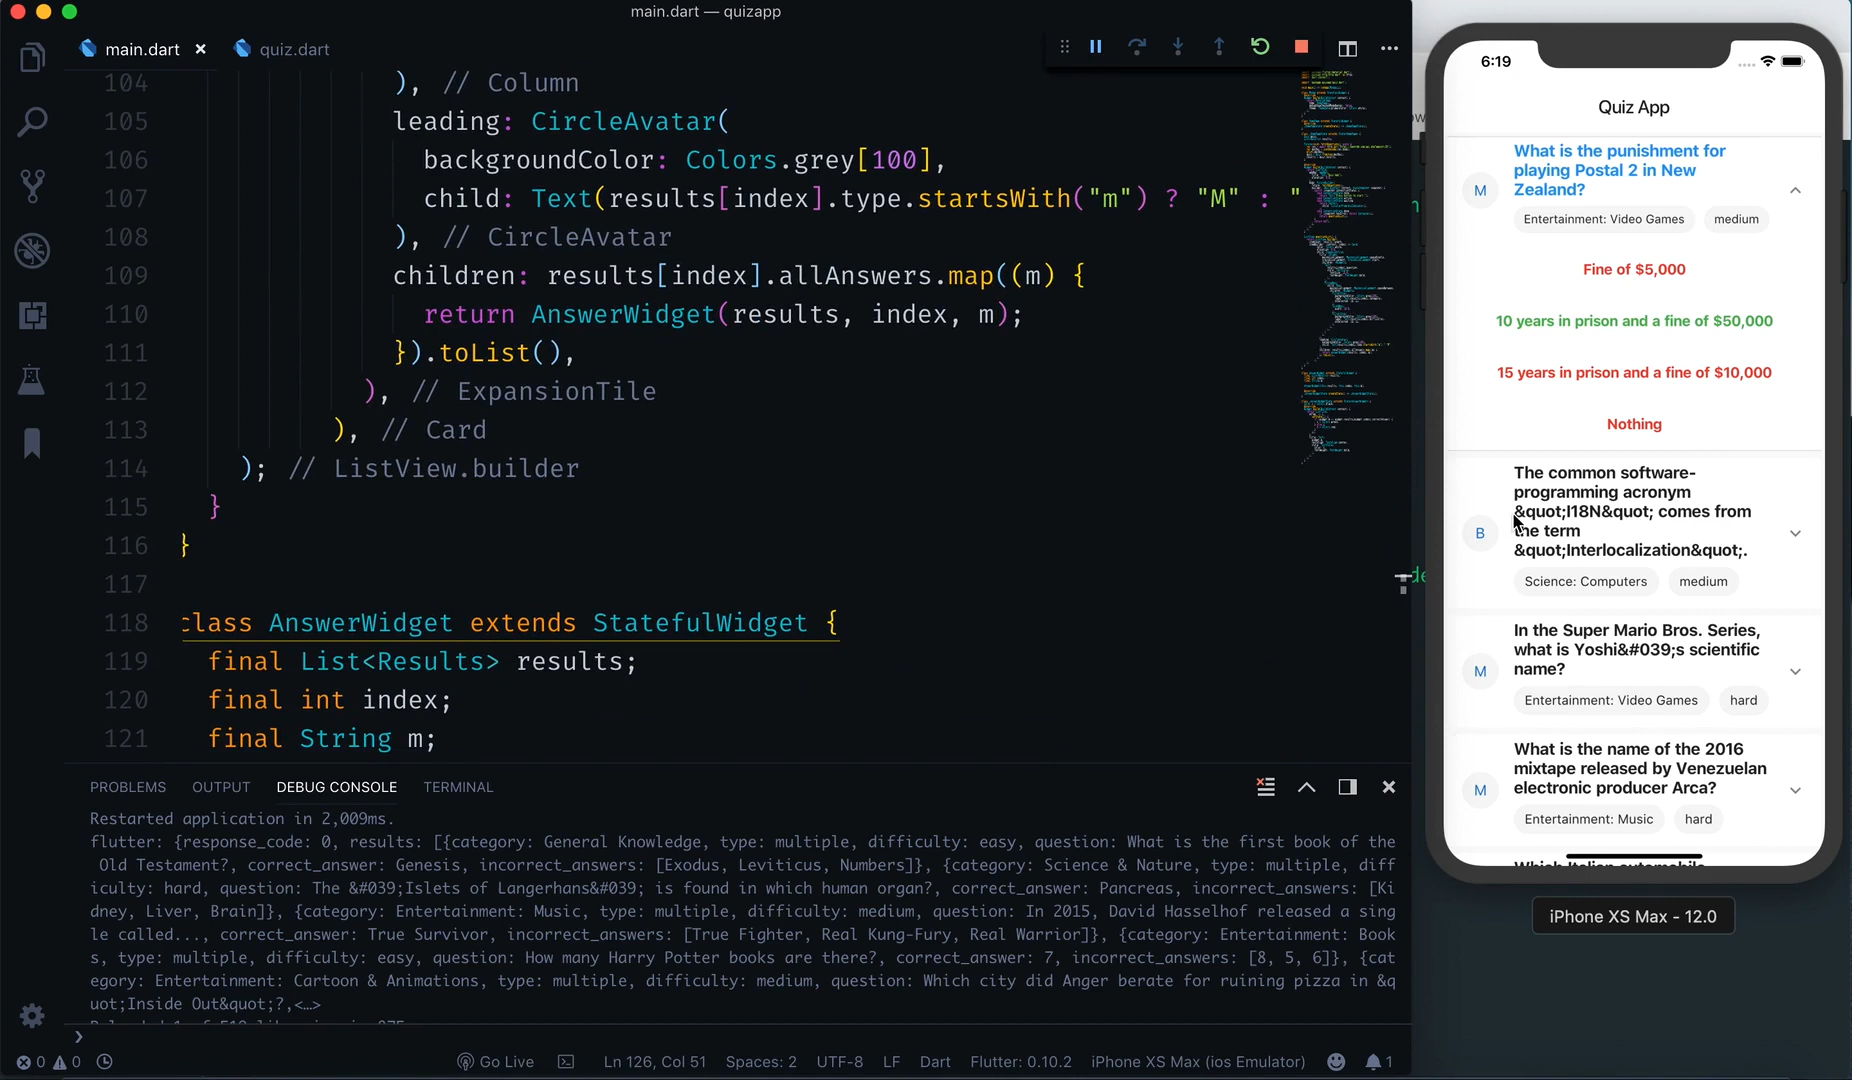 main.dart — quizapp
main.dart
quiz.dart
104 ), // Column
105 leading: CircleAvatar(
106 backgroundColor: Colors.grey[100],
107 child: Text(results[index].type.startsWith("m") ? "M" : "
108 ), // CircleAvatar
109 children: results[index].allAnswers.map((m) {
110 return AnswerWidget(results, index, m);
111 }).toList(),
112 ), // ExpansionTile
113 ), // Card
114 ); // ListView.builder
115 }
116 }
117
118 class AnswerWidget extends StatefulWidget {
119 final List<Results> results;
120 final int index;
121 final String m;
PROBLEMS OUTPUT DEBUG CONSOLE TERMINAL
Restarted application in 2,009ms.
flutter: {response_code: 0, results: [{category: General Knowledge, type: multiple, difficulty: easy, question: What is the first book of the
Old Testament?, correct_answer: Genesis, incorrect_answers: [Exodus, Leviticus, Numbers]}, {category: Science & Nature, type: multiple, diff
iculty: hard, question: The &#039;Islets of Langerhans&#039; is found in which human organ?, correct_answer: Pancreas, incorrect_answers: [Ki
dney, Liver, Brain]}, {category: Entertainment: Music, type: multiple, difficulty: medium, question: In 2015, David Hasselhof released a sing
le called..., correct_answer: True Survivor, incorrect_answers: [True Fighter, Real Kung-Fury, Real Warrior]}, {category: Entertainment: Book
s, type: multiple, difficulty: easy, question: How many Harry Potter books are there?, correct_answer: 7, incorrect_answers: [8, 5, 6]}, {cat
egory: Entertainment: Cartoon & Animations, type: multiple, difficulty: medium, question: Which city did Anger berate for ruining pizza in &q
uot;Inside Out&quot;?,<…>
0 0 Go Live Ln 126, Col 51 Spaces: 2 UTF-8 LF Dart Flutter: 0.10.2 iPhone XS Max (ios Emulator) 1
6:19
Quiz App
M
What is the punishment for
playing Postal 2 in New
Zealand?
Entertainment: Video Games medium
Fine of $5,000
10 years in prison and a fine of $50,000
15 years in prison and a fine of $10,000
Nothing
B
The common software-
programming acronym
&quot;I18N&quot; comes from
the term
&quot;Interlocalization&quot;.
Science: Computers medium
M
In the Super Mario Bros. Series,
what is Yoshi&#039;s scientific
name?
Entertainment: Video Games hard
M
What is the name of the 2016
mixtape released by Venezuelan
electronic producer Arca?
Entertainment: Music hard
Which Italian automobile
iPhone XS Max - 12.0